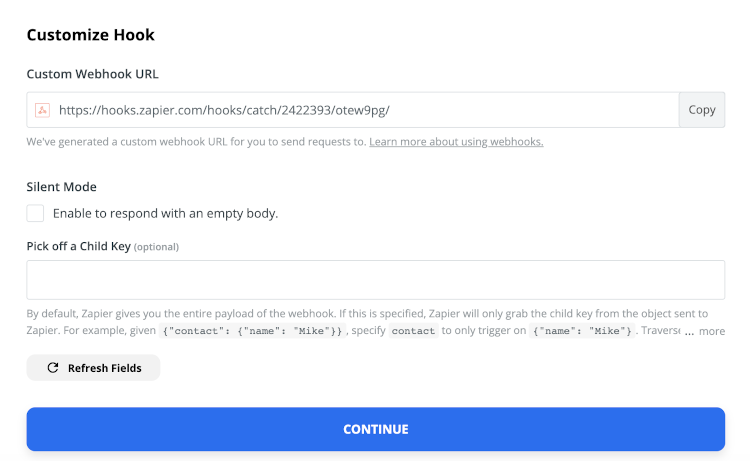 Customize Hook
Custom Webhook URL
https://hooks.zapier.com/hooks/catch/2422393/otew9pg/ Copy
We've generated a custom webhook URL for you to send requests to. Learn more about using webhooks.
Silent Mode
Enable to respond with an empty body.
Pick off a Child Key (optional)
By default, Zapier gives you the entire payload of the webhook. If this is specified, Zapier will only grab the child key from the object sent to
Zapier. For example, given {"contact": {"name": "Mike"}}, specify contact to only trigger on {"name": "Mike"}. Traverse ... more
Refresh Fields
CONTINUE